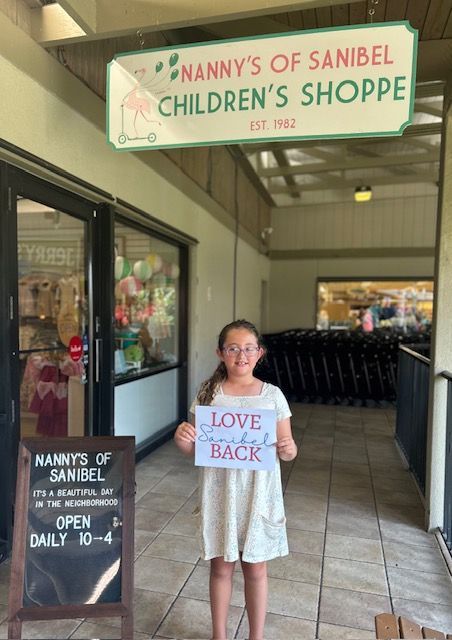 NANNY'S OF SANIBEL
CHILDREN'S SHOPPE
EST. 1982
LOVE
Sanibel
BACK
NANNY'S OF
SANIBEL
IT'S A BEAUTIFUL DAY
IN THE NEIGHBORHOOD
OPEN
DAILY 10→4